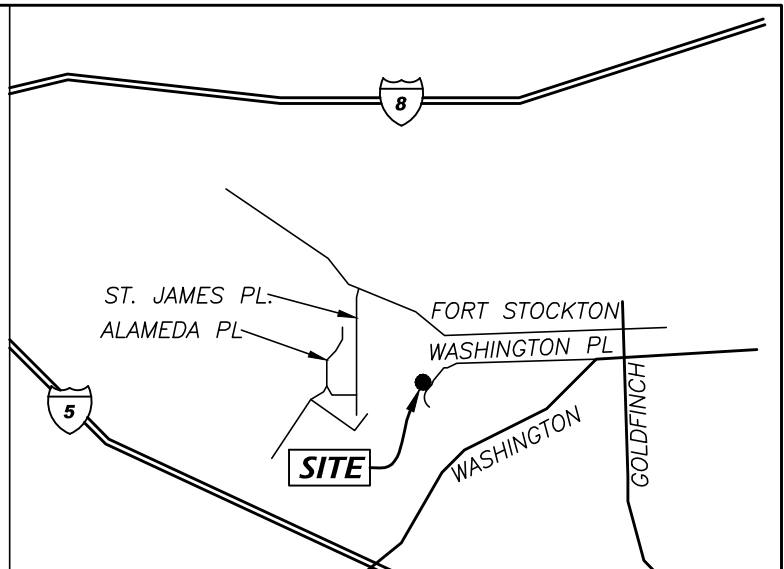 8
ST. JAMES PL.
ALAMEDA PL
FORT STOCKTON
WASHINGTON PL
5
SITE
WASHINGTON
GOLDFINCH